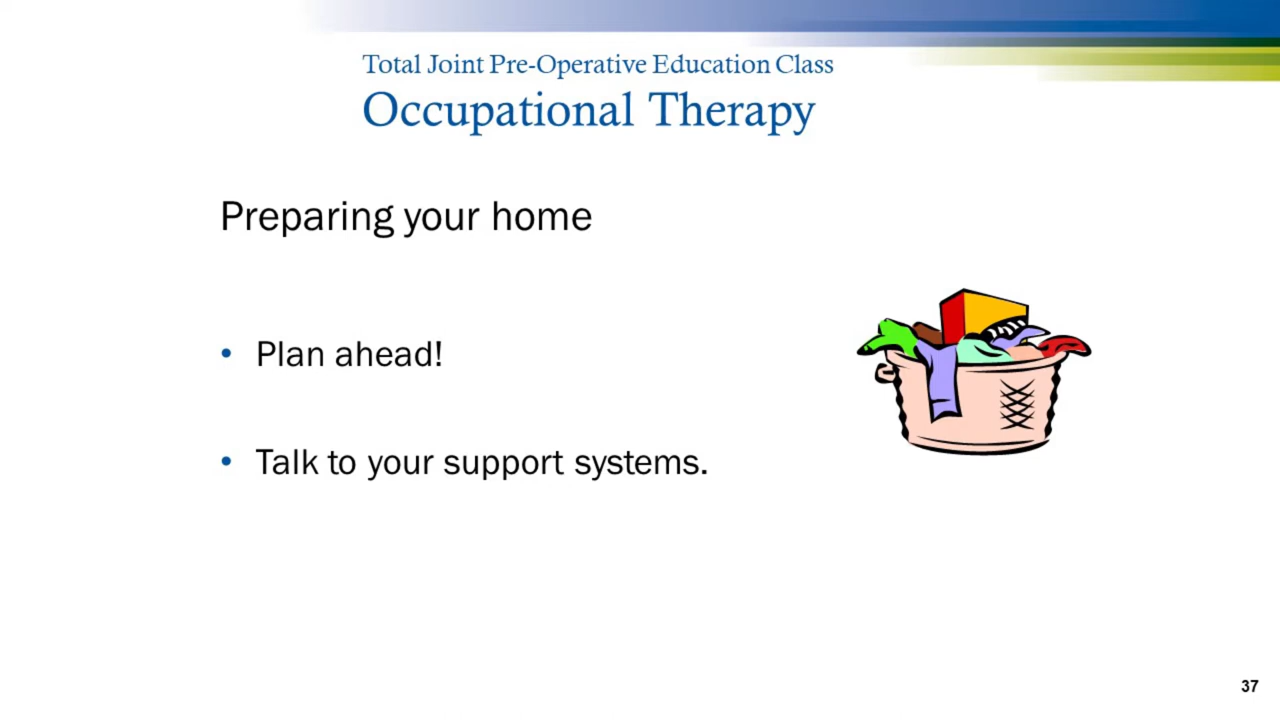 Total Joint Pre-Operative Education Class
Occupational Therapy
Preparing your home
• Plan ahead!
• Talk to your support systems.
37